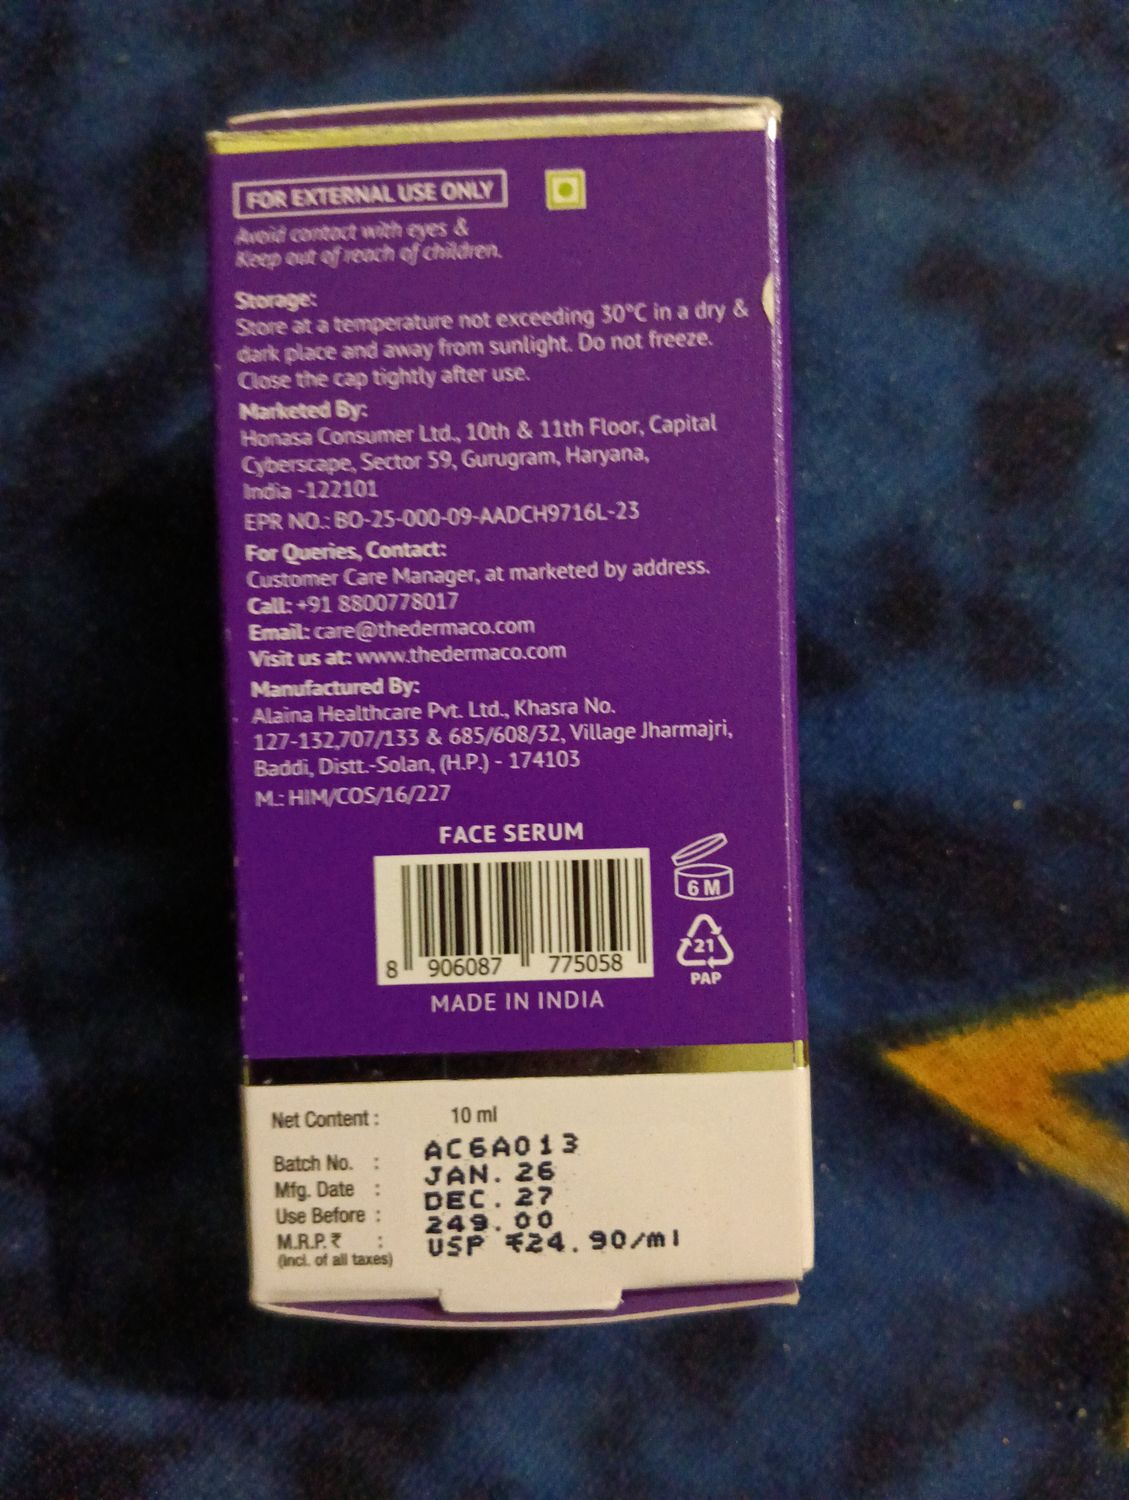 FOR EXTERNAL USE ONLY
Avoid contact with eyes &
Keep out of reach of children.
Storage:
Store at a temperature not exceeding 30°C in a dry &
dark place and away from sunlight. Do not freeze.
Close the cap tightly after use.
Marketed By:
Honasa Consumer Ltd., 10th & 11th Floor, Capital
Cyberscape, Sector 59, Gurugram, Haryana,
India -122101
EPR NO.: BO-25-000-09-AADCH9716L-23
For Queries, Contact:
Customer Care Manager, at marketed by address.
Call: +91 8800778017
Email: care@thedermaco.com
Visit us at: www.thedermaco.com
Manufactured By:
Alaina Healthcare Pvt. Ltd., Khasra No.
127-132,707/133 & 685/608/32, Village Jharmajri,
Baddi, Distt.-Solan, (H.P.) - 174103
M.: HIM/COS/16/227
FACE SERUM
6 M
8 906087 775058
21
PAP
MADE IN INDIA
Net Content : 10 ml
Batch No. : AC6A013
Mfg. Date : JAN. 26
Use Before : DEC. 27
M.R.P. ₹ : 249.00
(incl. of all taxes) USP ₹24.90/ml